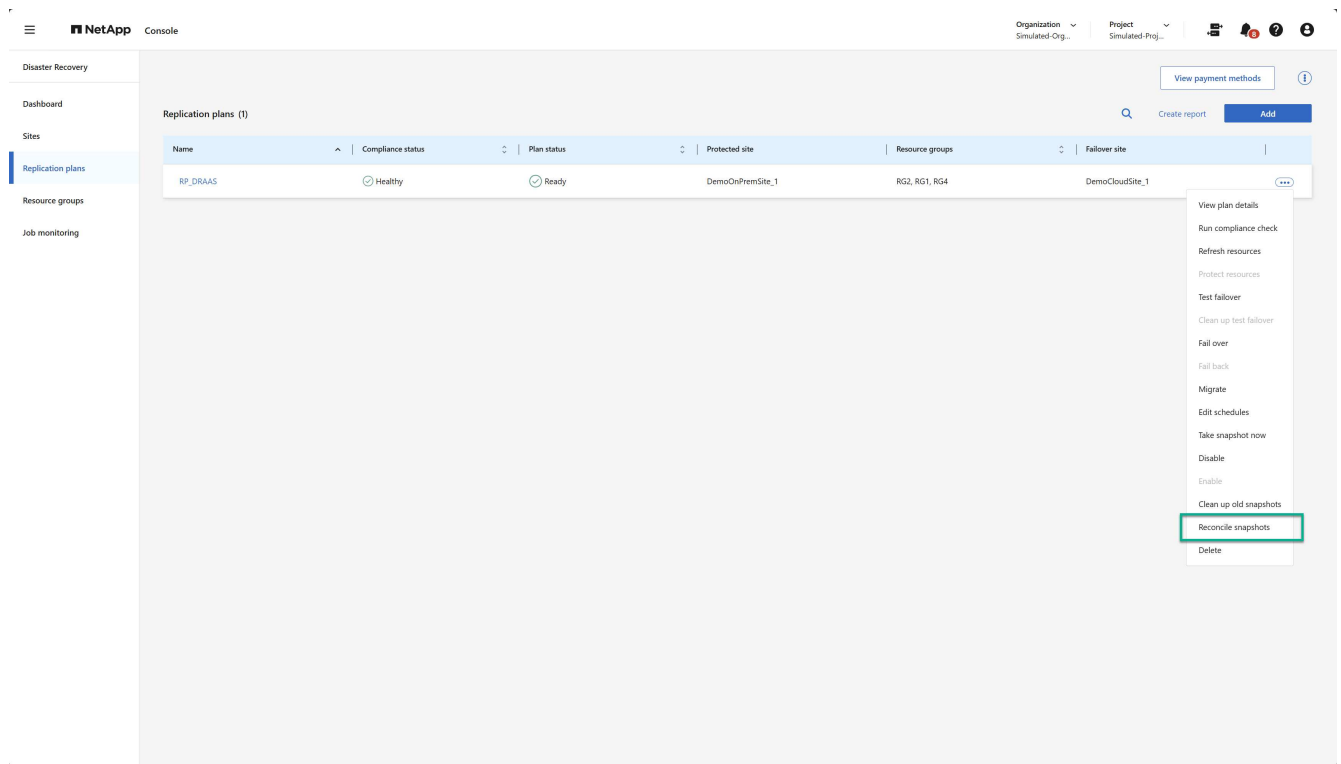 NetApp Console
Organization
Simulated-Org...
Project
Simulated-Proj...
8
Disaster Recovery
Dashboard
Sites
Replication plans
Resource groups
Job monitoring
View payment methods
Replication plans (1)
Create report
Add
Name Compliance status Plan status Protected site Resource groups Failover site
RP_DRAAS Healthy Ready DemoOnPremSite_1 RG2, RG1, RG4 DemoCloudSite_1
View plan details
Run compliance check
Refresh resources
Protect resources
Test failover
Clean up test failover
Fail over
Fail back
Migrate
Edit schedules
Take snapshot now
Disable
Enable
Clean up old snapshots
Reconcile snapshots
Delete